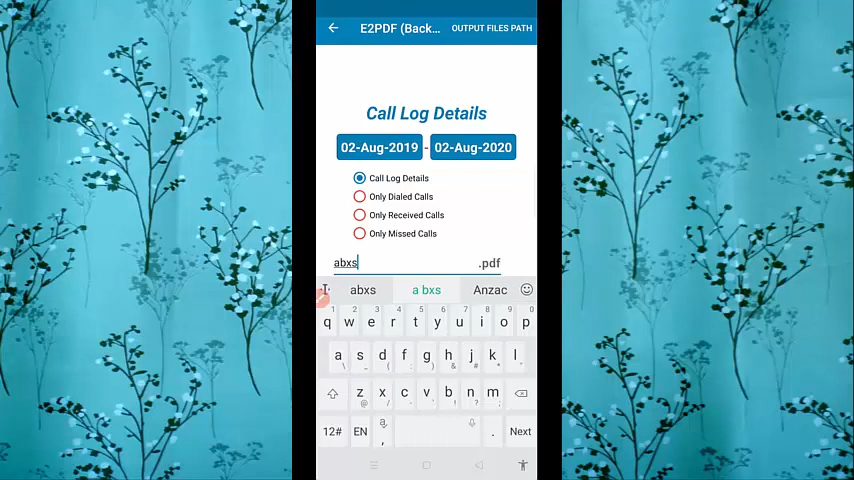 E2PDF (Back... OUTPUT FILES PATH
Call Log Details
02-Aug-2019 - 02-Aug-2020
Call Log Details
Only Dialed Calls
Only Received Calls
Only Missed Calls
abxs .pdf
abxs a bxs Anzac
1 2 3 4 5 6 7 8 9 0
q w e r t y u i o p
a s d f g h j k l
z x c v b n m
12# EN , . Next